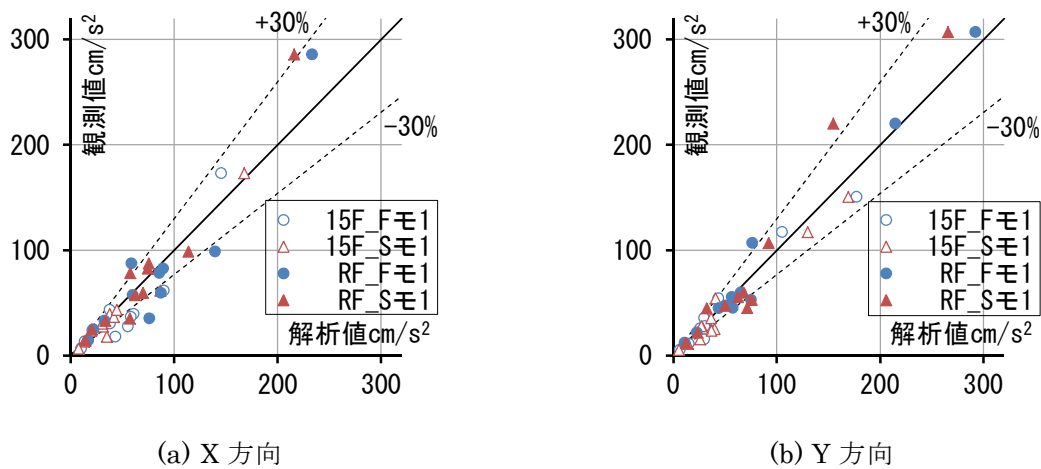 +30%
300
観測値cm/s²
-30%
200
15F_Fモ1
15F_Sモ1
100
RF_Fモ1
RF_Sモ1
解析値cm/s²
0
0 100 200 300
(a) X 方向
+30%
300
観測値cm/s²
-30%
200
15F_Fモ1
15F_Sモ1
100
RF_Fモ1
RF_Sモ1
解析値cm/s²
0
0 100 200 300
(b) Y 方向